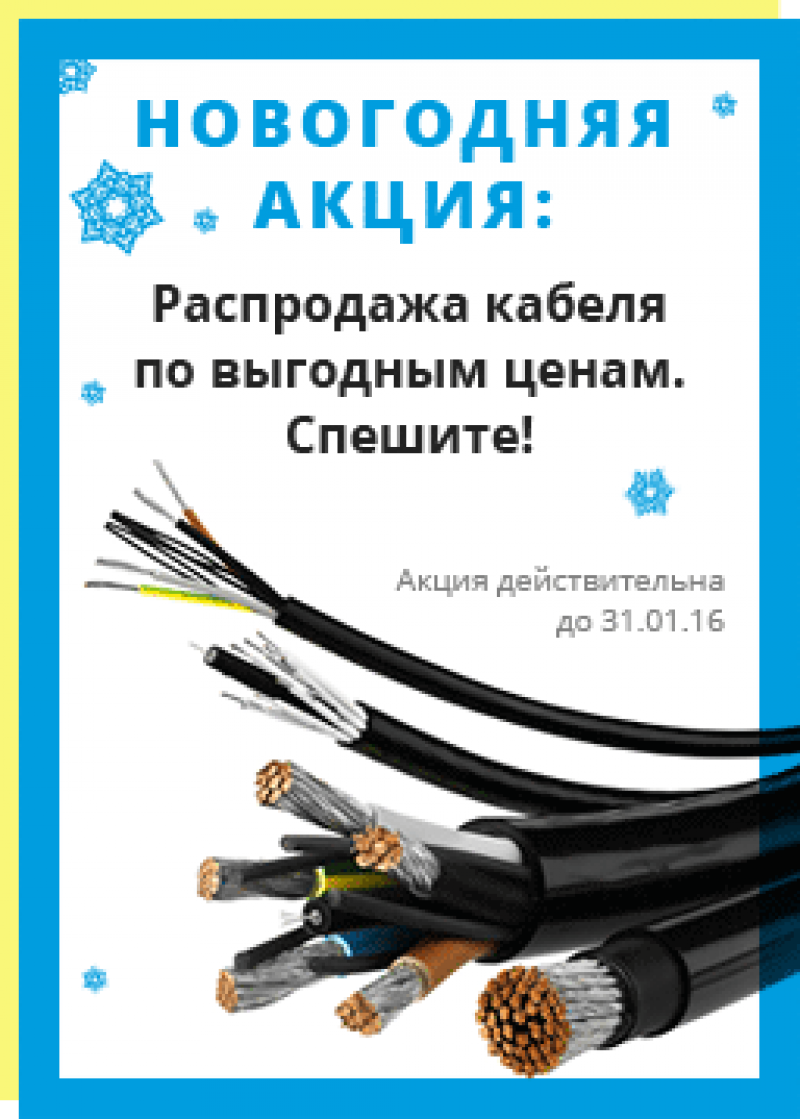 НОВОГОДНЯЯ
АКЦИЯ:
Распродажа кабеля
по выгодным ценам.
Спешите!
Акция действительна
до 31.01.16